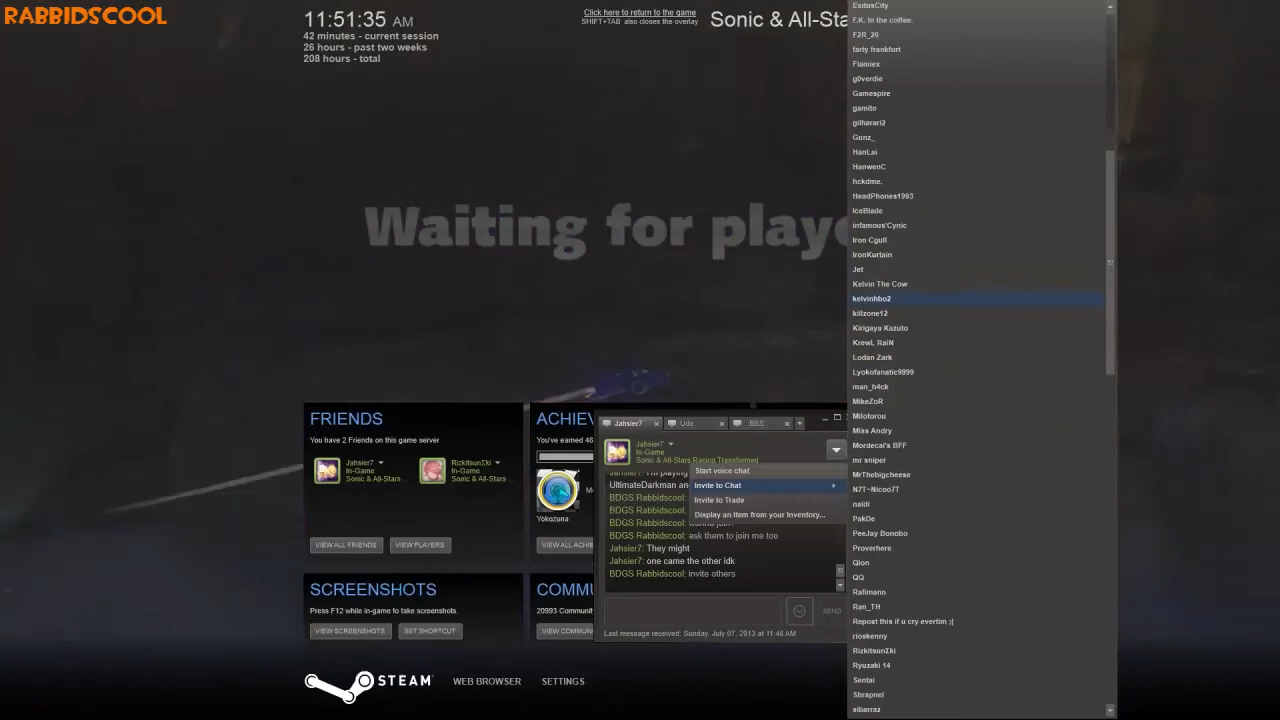 RABBIDSCOOL
11:51:35 AM
42 minutes - current session
26 hours - past two weeks
208 hours - total
Click here to return to the game
SHIFT+TAB also closes the overlay
Sonic & All-Sta
Waiting for playe
FRIENDS
You have 2 Friends on this game server
Jahsier7
In-Game
Sonic & All-Stars ...
RizkitsunΣki
In-Game
Sonic & All-Stars ...
VIEW ALL FRIENDS
VIEW PLAYERS
ACHIEV
You've earned 48
Yokozuna
VIEW ALL ACHIE
SCREENSHOTS
Press F12 while in-game to take screenshots
VIEW SCREENSHOTS
SET SHORTCUT
COMMU
20993 Community
VIEW COMMUN
Jahsier7
Udo
.:BBS:.
Jahsier7
In-Game
Sonic & All-Stars Racing Transformed
Start voice chat
Invite to Chat
Invite to Trade
Display an Item from your Inventory...
UltimateDarkman an
BDGS Rabbidscool:
BDGS Rabbidscool:
BDGS Rabbidscool:
BDGS Rabbidscool: ask them to join me too
Jahsier7: They might
Jahsier7: one came the other idk
BDGS Rabbidscool: invite others
SEND
Last message received: Sunday, July 07, 2013 at 11:46 AM
STEAM
WEB BROWSER
SETTINGS
ExitusCity
F.K. In the coffee.
F2R_26
farty frankfurt
Flamiex
g0verdie
Gamespire
gamito
gilharari2
Gunz_
HanLai
HanwenC
hckdme.
HeadPhones1993
IceBlade
infamous'Cynic
Iron Cgull
IronKurtain
Jet
Kelvin The Cow
kelvinhbo2
killzone12
Kirigaya Kazuto
KrewL RaiN
Lodan Zark
Lyokofanatic9999
man_h4ck
MikeZoR
Milotorou
Miss Andry
Mordecai's BFF
mr sniper
MrThebigcheese
N7T~Nicoo7T
naldi
PakDe
PeeJay Bonobo
Proverhere
Qion
QQ
Rafimann
Ran_TH
Repost this if u cry evertim ;(
rioskenny
RizkitsunΣki
Ryuzaki 14
Sentai
Shrapnel
sibarraz